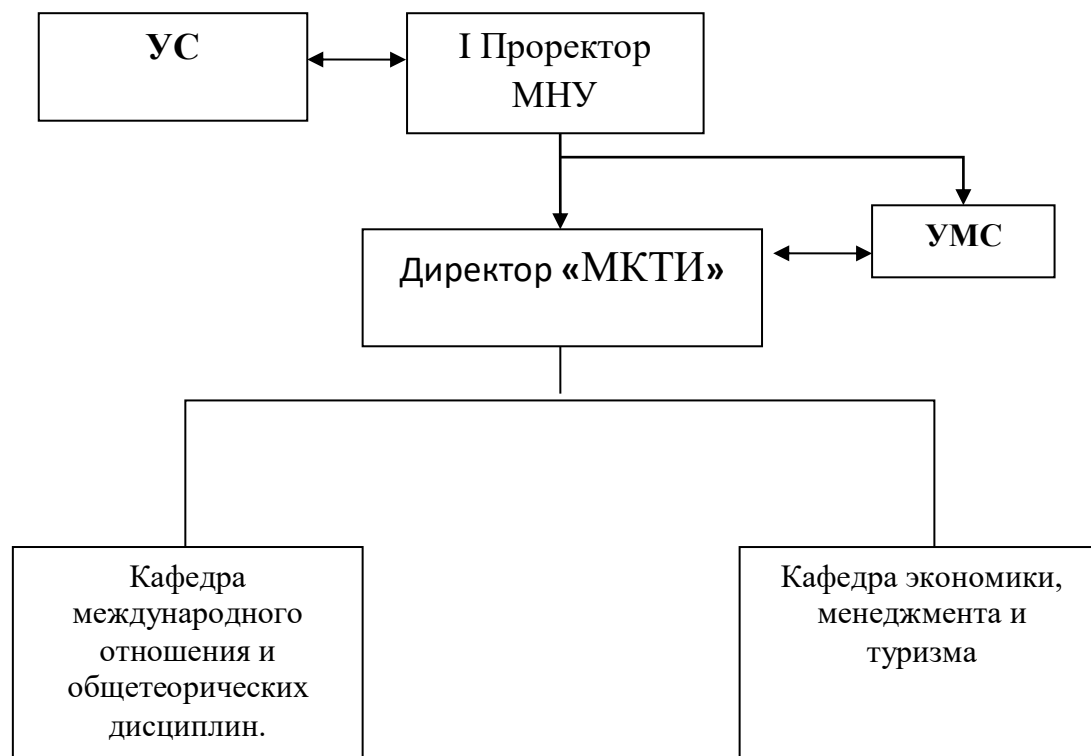 УС
I Проректор
МНУ
УМС
Директор «МКТИ»
Кафедра
международного
отношения и
общетеорических
дисциплин.
Кафедра экономики,
менеджмента и
туризма